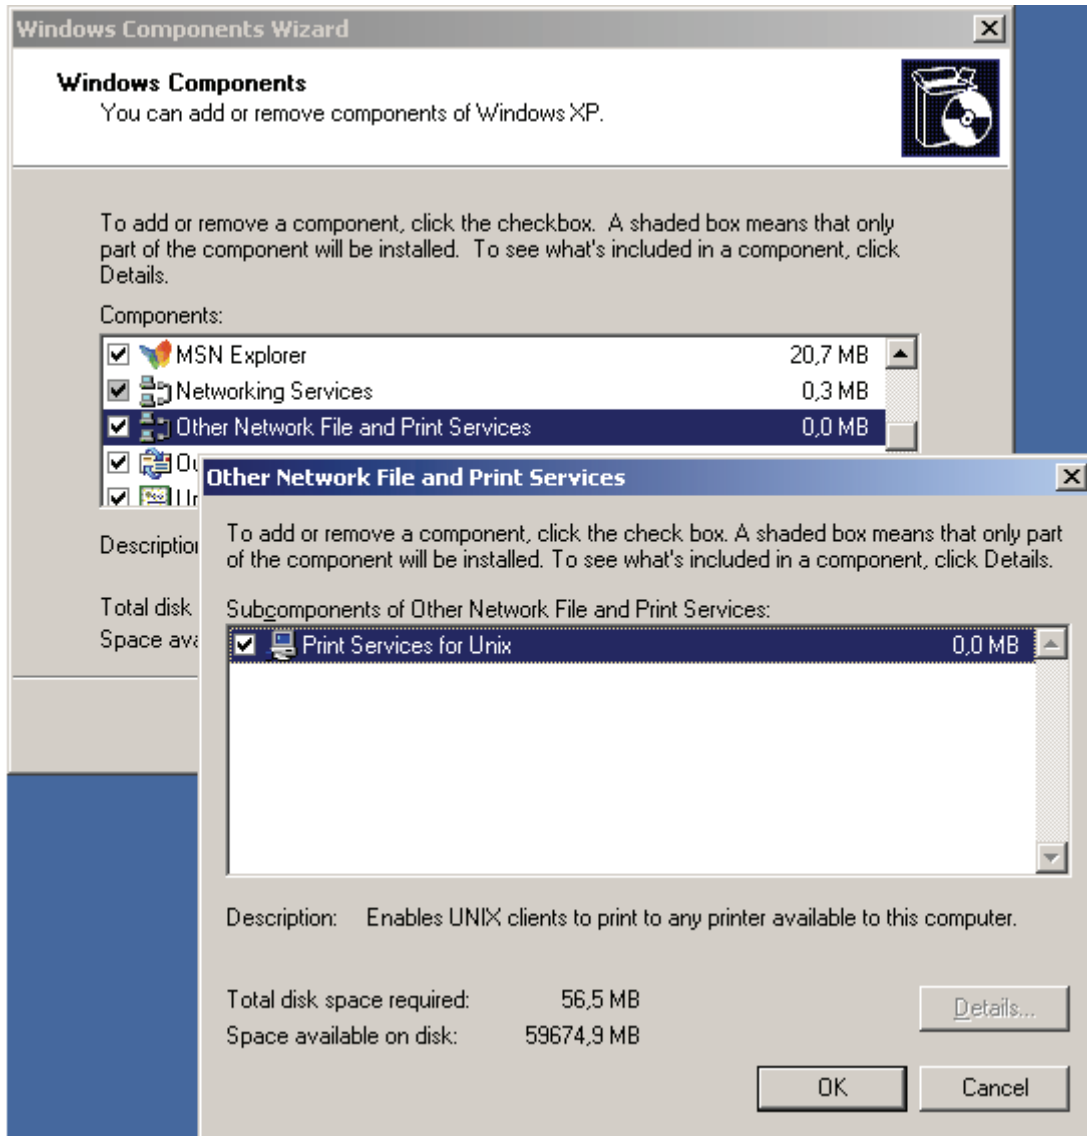 Windows Components Wizard
Windows Components
You can add or remove components of Windows XP.
To add or remove a component, click the checkbox. A shaded box means that only
part of the component will be installed. To see what's included in a component, click
Details.
Components:
MSN Explorer 20,7 MB
Networking Services 0,3 MB
Other Network File and Print Services 0,0 MB
Other Network File and Print Services
To add or remove a component, click the check box. A shaded box means that only part
of the component will be installed. To see what's included in a component, click Details.
Description
Total disk
Space
Subcomponents of Other Network File and Print Services:
Print Services for Unix 0,0 MB
Description: Enables UNIX clients to print to any printer available to this computer.
Total disk space required: 56,5 MB
Space available on disk: 59674,9 MB
Details...
OK
Cancel